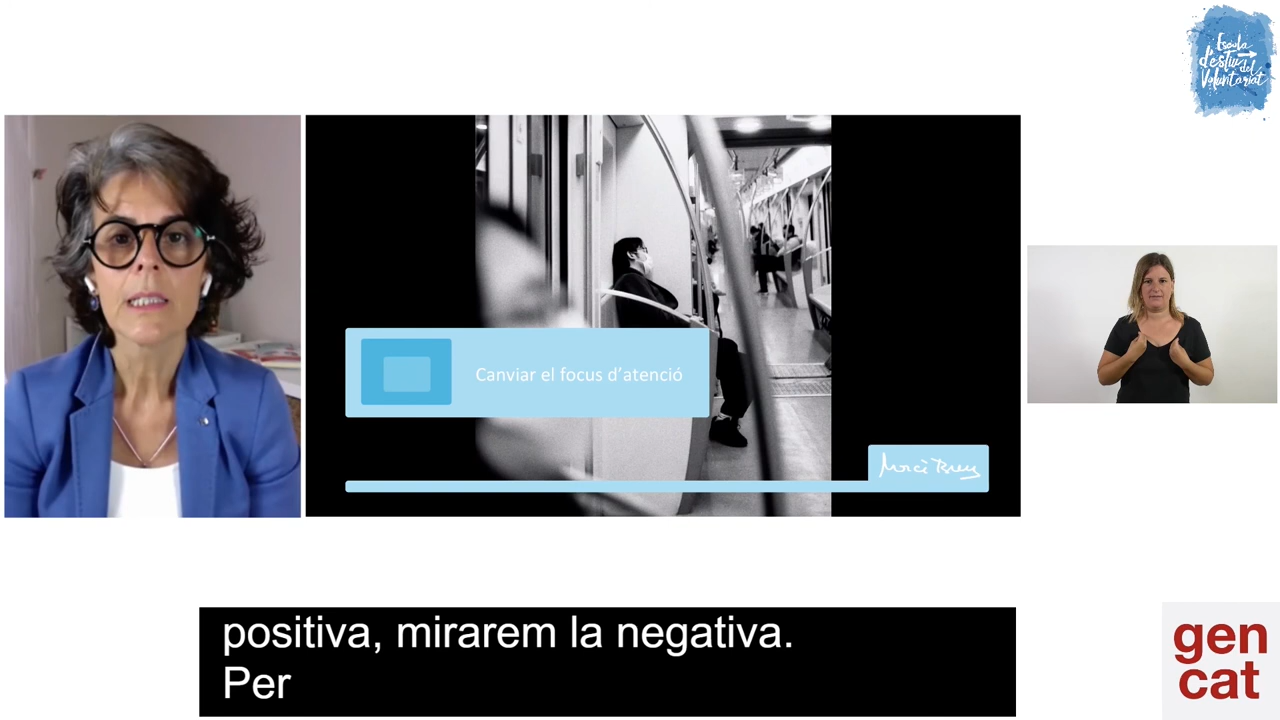 Escola
d'estiu del
Voluntariat
Canviar el focus d'atenció
positiva, mirarem la negativa.
Per
gen
cat